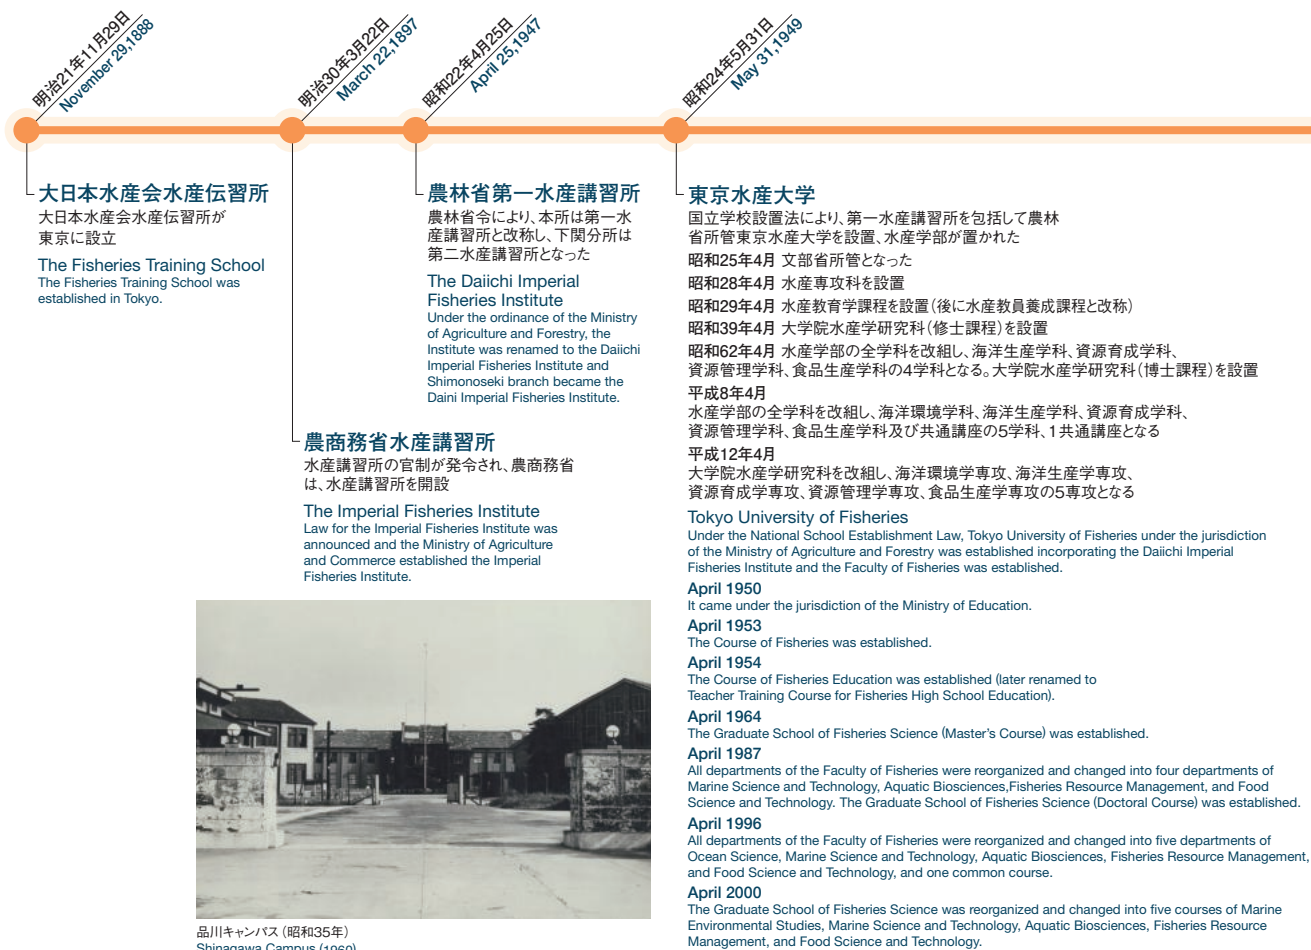 明治21年11月29日
November 29,1888
明治30年3月22日
March 22,1897
昭和22年4月25日
April 25,1947
昭和24年5月31日
May 31,1949
大日本水産会水産伝習所
大日本水産会水産伝習所が
東京に設立
The Fisheries Training School
The Fisheries Training School was
established in Tokyo.
農商務省水産講習所
水産講習所の官制が発令され、農商務省
は、水産講習所を開設
The Imperial Fisheries Institute
Law for the Imperial Fisheries Institute was
announced and the Ministry of Agriculture
and Commerce established the Imperial
Fisheries Institute.
農林省第一水産講習所
農林省令により、本所は第一水
産講習所と改称し、下関分所は
第二水産講習所となった
The Daiichi Imperial
Fisheries Institute
Under the ordinance of the Ministry
of Agriculture and Forestry, the
Institute was renamed to the Daiichi
Imperial Fisheries Institute and
Shimonoseki branch became the
Daini Imperial Fisheries Institute.
東京水産大学
国立学校設置法により、第一水産講習所を包括して農林
省所管東京水産大学を設置、水産学部が置かれた
昭和25年4月 文部省所管となった
昭和28年4月 水産専攻科を設置
昭和29年4月 水産教育学課程を設置（後に水産教員養成課程と改称）
昭和39年4月 大学院水産学研究科（修士課程）を設置
昭和62年4月 水産学部の全学科を改組し、海洋生産学科、資源育成学科、
資源管理学科、食品生産学科の4学科となる。大学院水産学研究科（博士課程）を設置
平成8年4月
水産学部の全学科を改組し、海洋環境学科、海洋生産学科、資源育成学科、
資源管理学科、食品生産学科及び共通講座の5学科、1共通講座となる
平成12年4月
大学院水産学研究科を改組し、海洋環境学専攻、海洋生産学専攻、
資源育成学専攻、資源管理学専攻、食品生産学専攻の5専攻となる
Tokyo University of Fisheries
Under the National School Establishment Law, Tokyo University of Fisheries under the jurisdiction
of the Ministry of Agriculture and Forestry was established incorporating the Daiichi Imperial
Fisheries Institute and the Faculty of Fisheries was established.
April 1950
It came under the jurisdiction of the Ministry of Education.
April 1953
The Course of Fisheries was established.
April 1954
The Course of Fisheries Education was established (later renamed to
Teacher Training Course for Fisheries High School Education).
April 1964
The Graduate School of Fisheries Science (Master's Course) was established.
April 1987
All departments of the Faculty of Fisheries were reorganized and changed into four departments of
Marine Science and Technology, Aquatic Biosciences,Fisheries Resource Management, and Food
Science and Technology. The Graduate School of Fisheries Science (Doctoral Course) was established.
April 1996
All departments of the Faculty of Fisheries were reorganized and changed into five departments of
Ocean Science, Marine Science and Technology, Aquatic Biosciences, Fisheries Resource Management,
and Food Science and Technology, and one common course.
April 2000
The Graduate School of Fisheries Science was reorganized and changed into five courses of Marine
Environmental Studies, Marine Science and Technology, Aquatic Biosciences, Fisheries Resource
Management, and Food Science and Technology.
品川キャンパス（昭和35年）
Shinagawa Campus (1960)